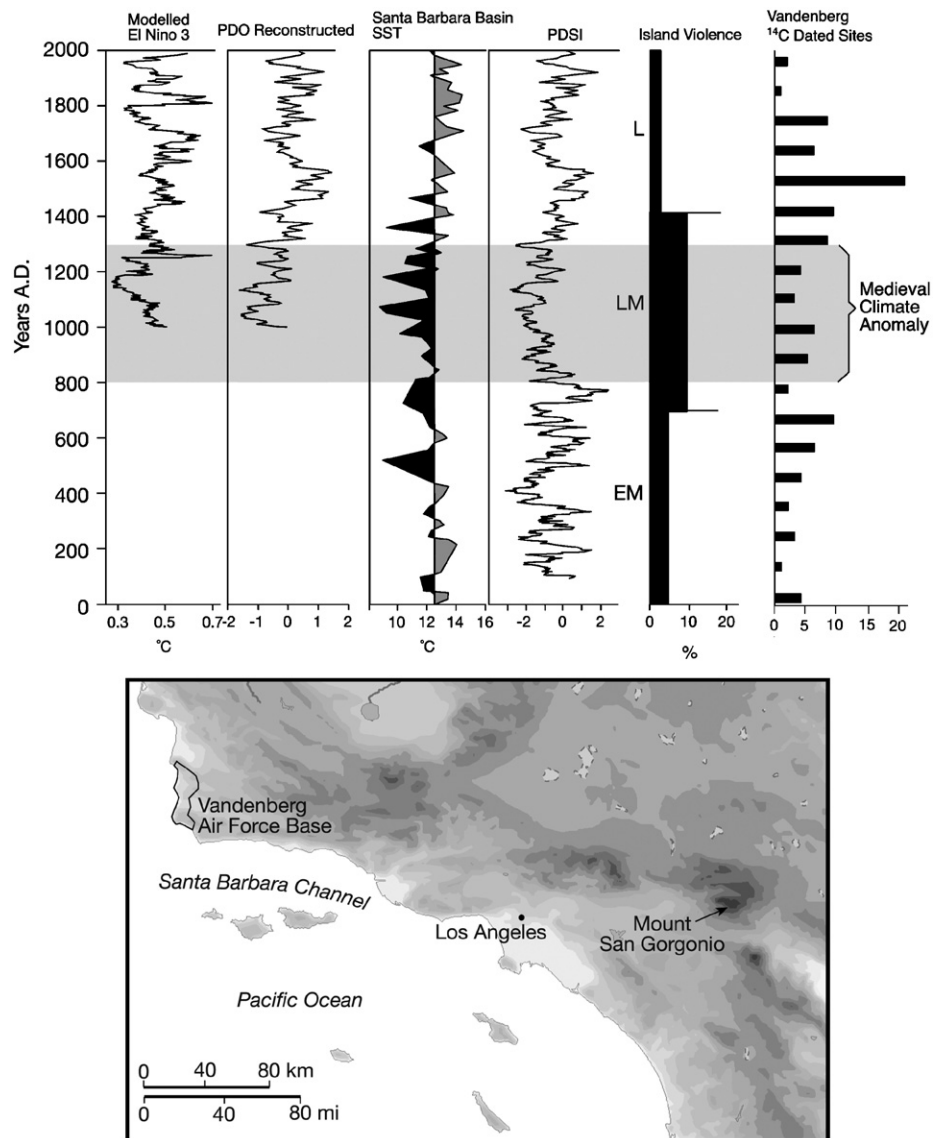 Modelled
El Nino 3
PDO Reconstructed
Santa Barbara Basin
SST
PDSI
Island Violence
Vandenberg
¹⁴C Dated Sites
Years A.D.
2000
1800
1600
1400
1200
1000
800
600
400
200
0
L
LM
EM
Medieval
Climate
Anomaly
0.3 0.5 0.7
°C
-2 -1 0 1 2
10 12 14 16
°C
-2 0 2
0 10 20
%
0 5 10 15 20
Vandenberg
Air Force Base
Santa Barbara Channel
Los Angeles
Mount
San Gorgonio
Pacific Ocean
0 40 80 km
0 40 80 mi